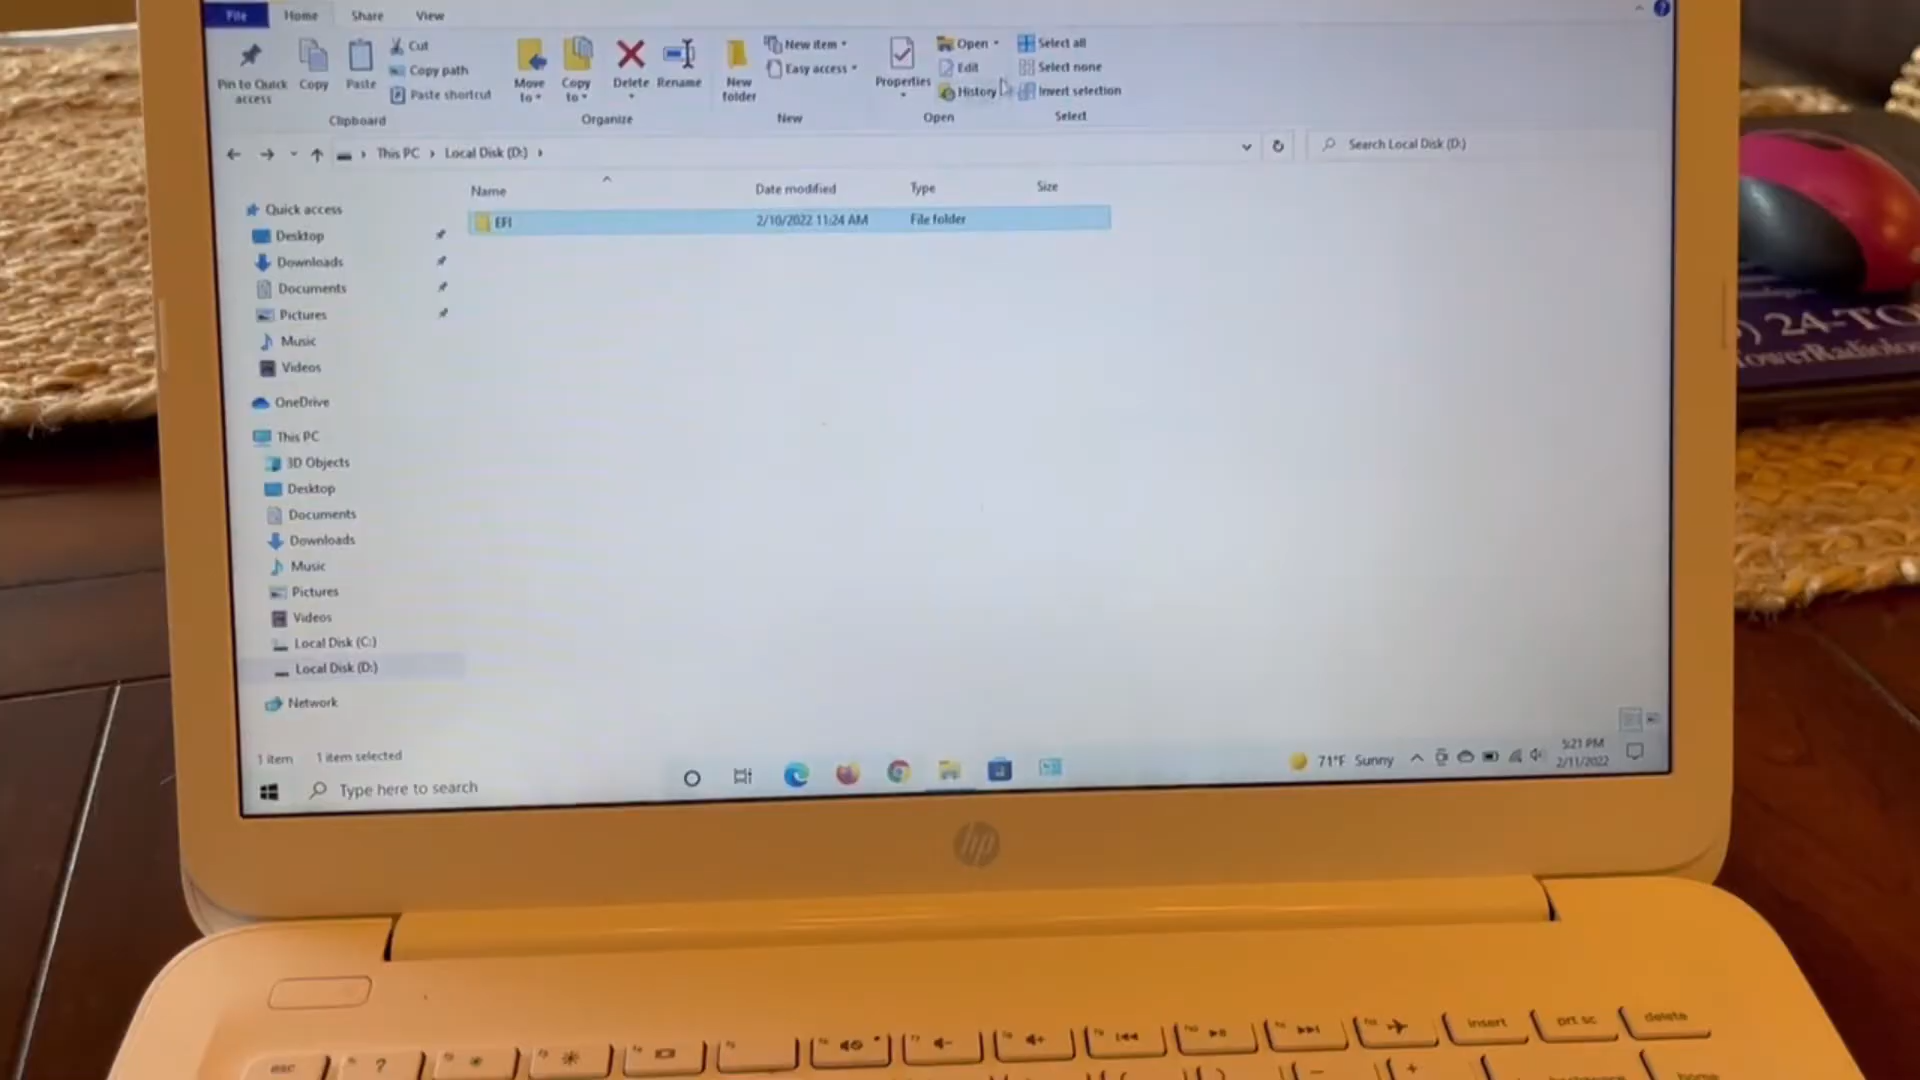 File Home Share View
Pin to Quick access
Copy
Paste
Cut
Copy path
Paste shortcut
Clipboard
Move to
Copy to
Delete
Rename
Organize
New folder
New item
Easy access
New
Properties
Open
Edit
History
Open
Select all
Select none
Invert selection
Select
This PC › Local Disk (D:) ›
Search Local Disk (D:)
Name Date modified Type Size
EFI 2/10/2022 11:24 AM File folder
Quick access
Desktop
Downloads
Documents
Pictures
Music
Videos
OneDrive
This PC
3D Objects
Desktop
Documents
Downloads
Music
Pictures
Videos
Local Disk (C:)
Local Disk (D:)
Network
1 item 1 item selected
Type here to search
71°F Sunny
5:21 PM
2/11/2022
hp
24-TO
TowerRadiolo
esc ? insert prt sc delete
home